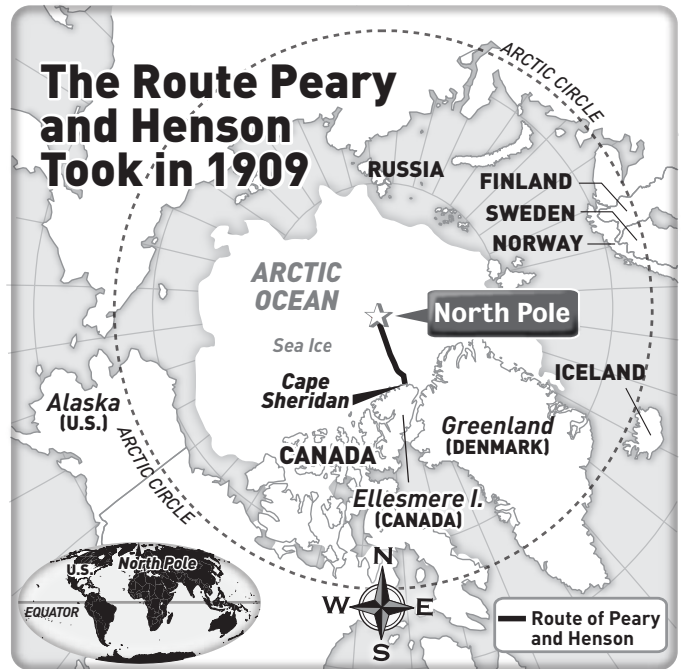 The Route Peary
and Henson
Took in 1909
ARCTIC CIRCLE
RUSSIA
FINLAND
SWEDEN
NORWAY
ARCTIC
OCEAN
North Pole
Sea Ice
Cape
Sheridan
ICELAND
Alaska
(U.S.)
Greenland
(DENMARK)
ARCTIC CIRCLE
CANADA
Ellesmere I.
(CANADA)
U.S.
North Pole
EQUATOR
N
W
E
S
Route of Peary
and Henson